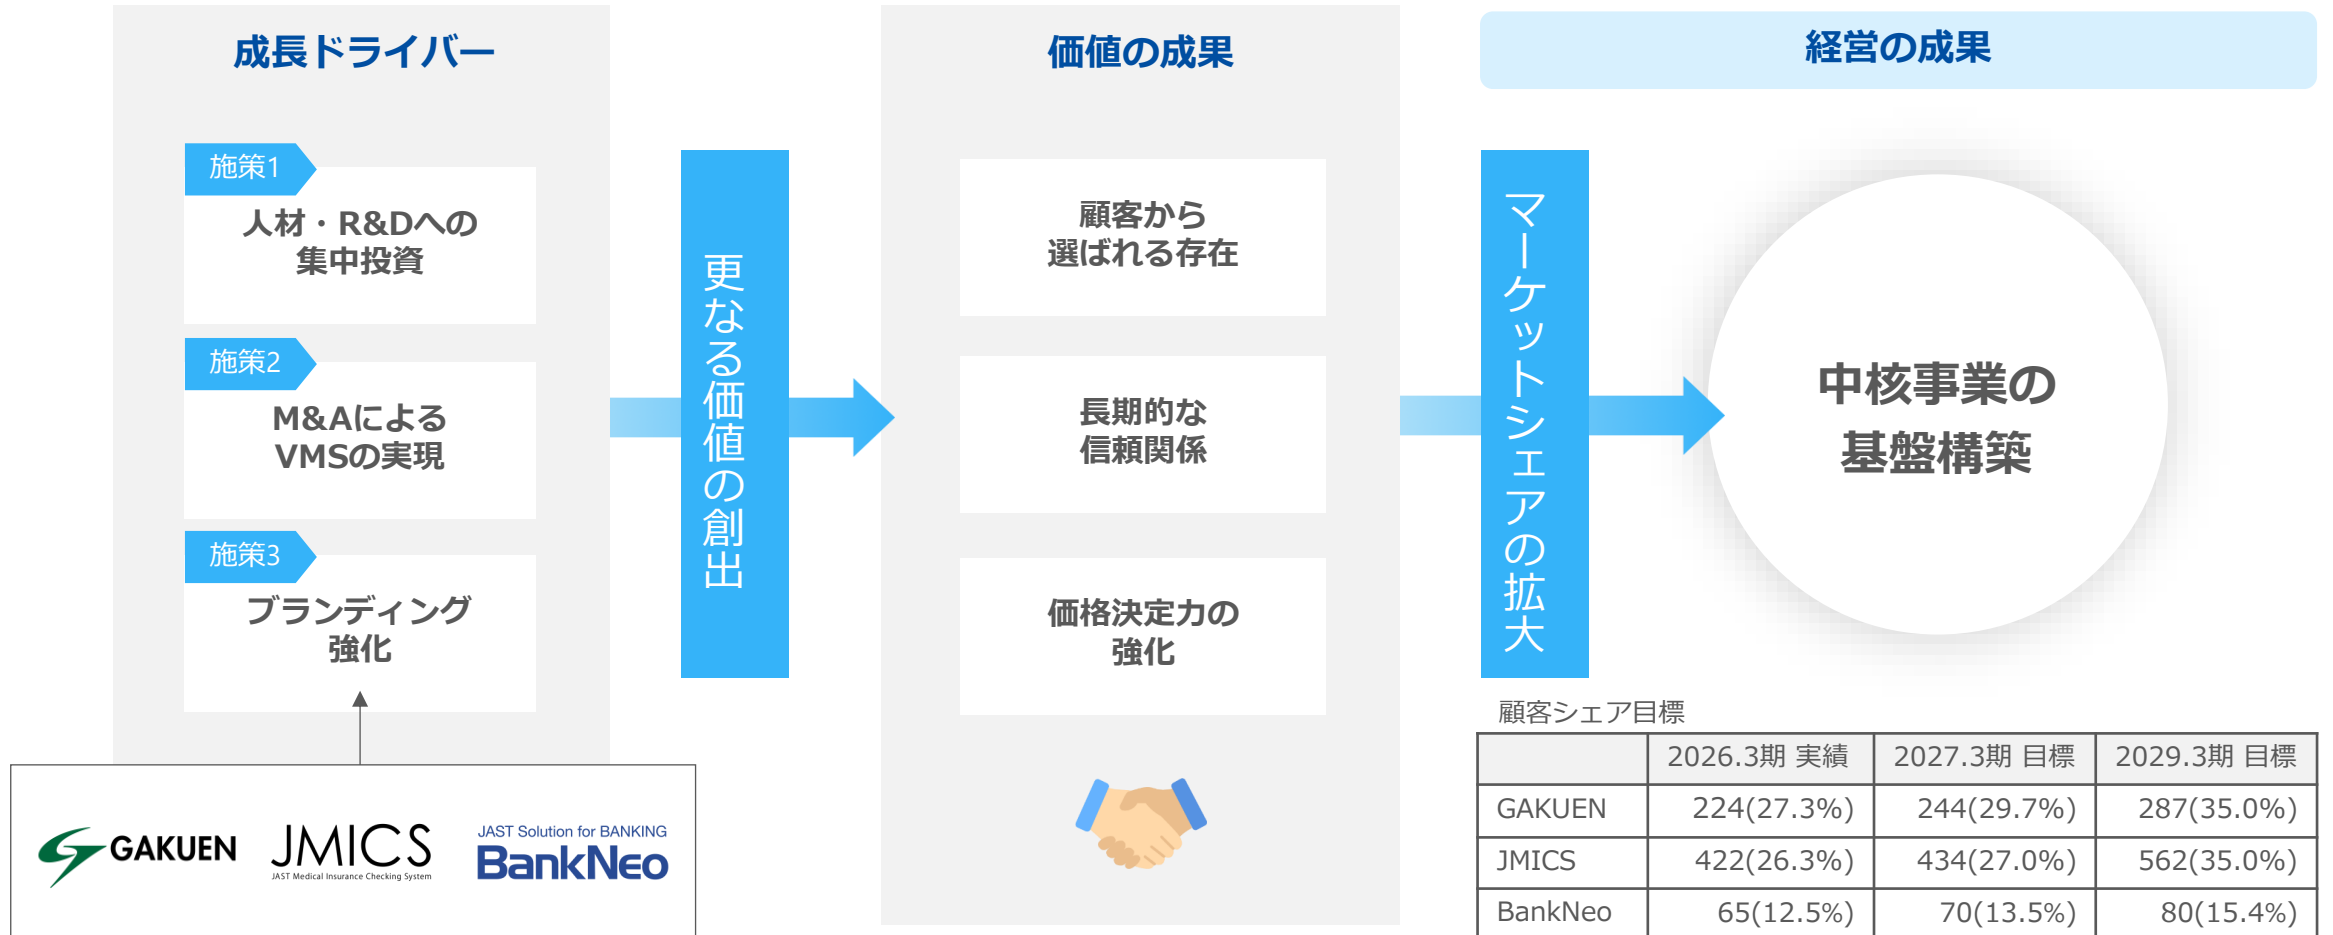 成長ドライバー
施策1
人材・R&Dへの
集中投資
施策2
M&Aによる
VMSの実現
施策3
ブランディング
強化
GAKUEN
JMICS
JAST Medical Insurance Checking System
JAST Solution for BANKING
BankNeo
更なる価値の創出
価値の成果
顧客から
選ばれる存在
長期的な
信頼関係
価格決定力の
強化
マーケットシェアの拡大
経営の成果
中核事業の
基盤構築
顧客シェア目標
2026.3期 実績 2027.3期 目標 2029.3期 目標
GAKUEN 224(27.3%) 244(29.7%) 287(35.0%)
JMICS 422(26.3%) 434(27.0%) 562(35.0%)
BankNeo 65(12.5%) 70(13.5%) 80(15.4%)